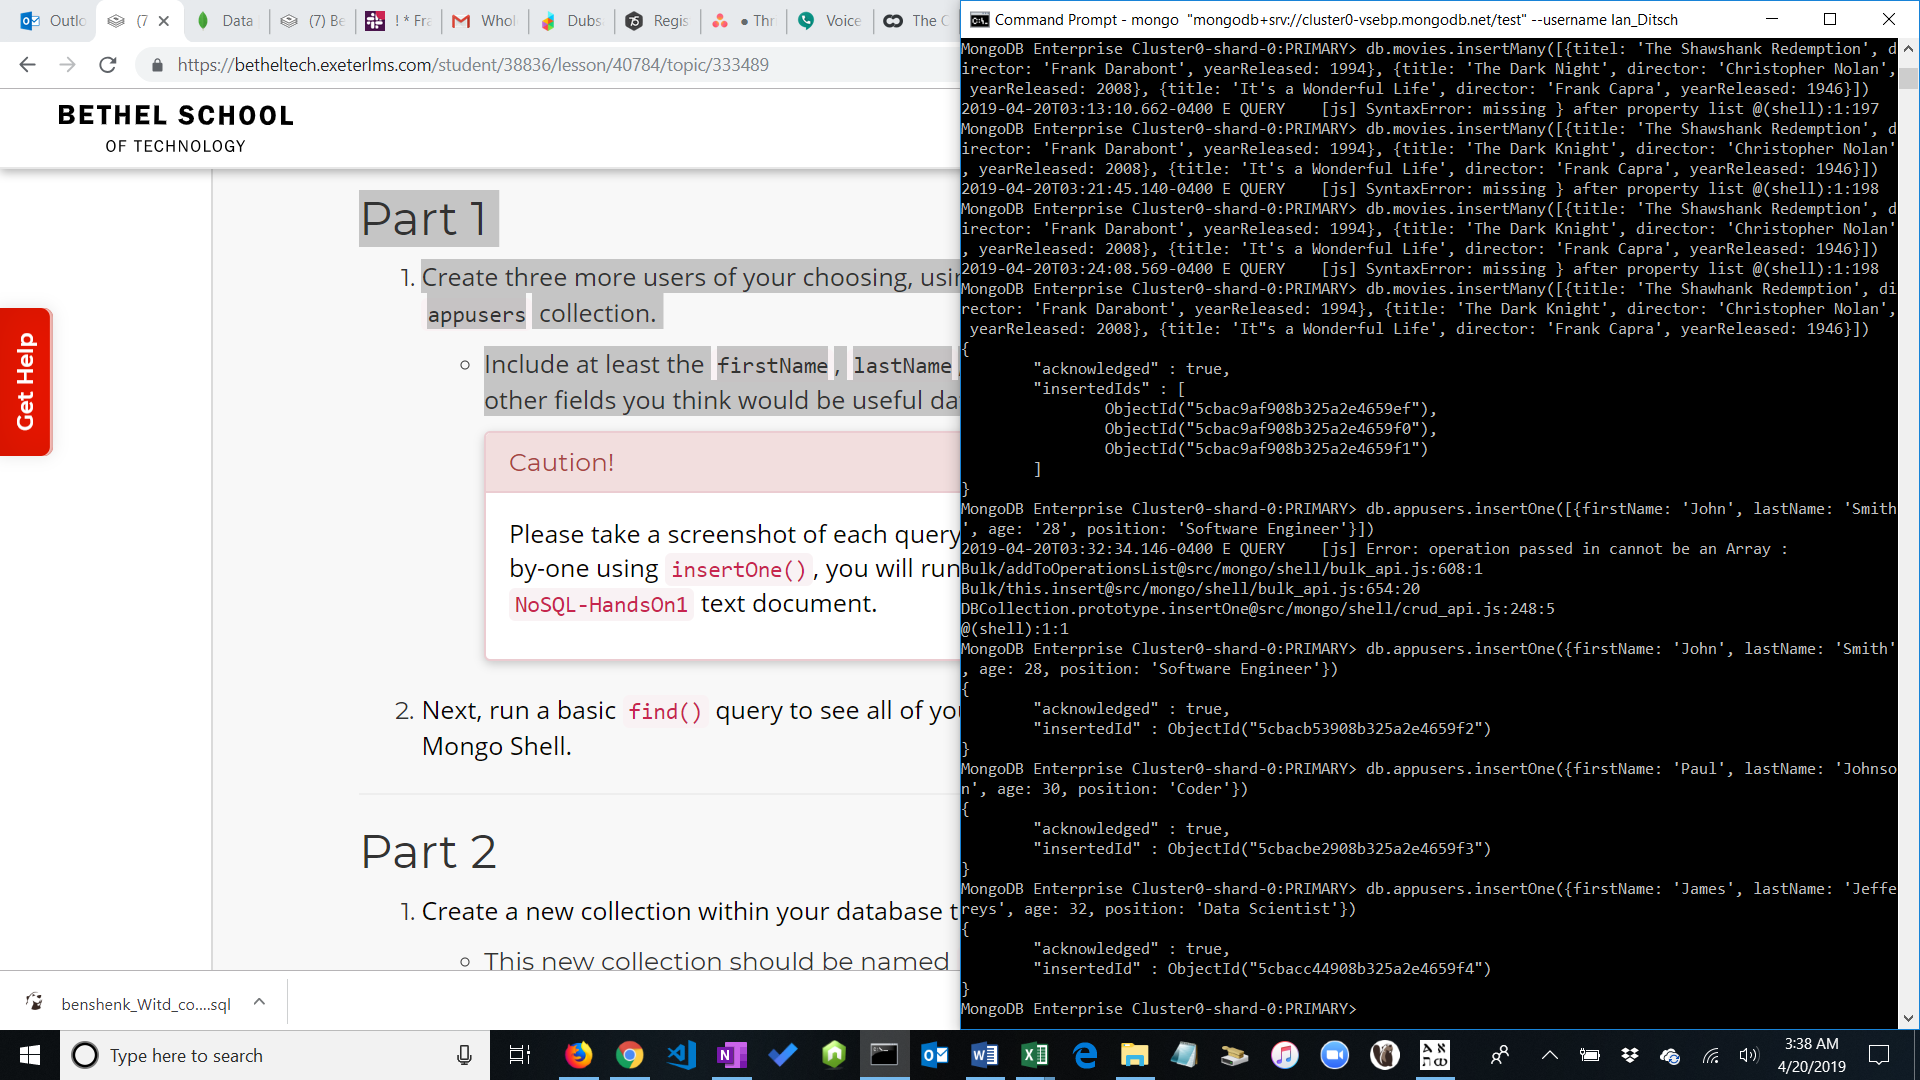 Outlo
(7
Data
(7) Be
! * Fra
Whol
Dubs
Regis
• Thri
Voice
The C
https://betheltech.exeterlms.com/student/38836/lesson/40784/topic/333489
BETHEL SCHOOL
OF TECHNOLOGY
Get Help
Part 1
1. Create three more users of your choosing, usin
appusers collection.
Include at least the firstName, lastName,
other fields you think would be useful da
Caution!
Please take a screenshot of each query
by-one using insertOne(), you will run
NoSQL-HandsOn1 text document.
2. Next, run a basic find() query to see all of you
Mongo Shell.
Part 2
1. Create a new collection within your database t
This new collection should be named
benshenk_Witd_co....sql
Command Prompt - mongo "mongodb+srv://cluster0-vsebp.mongodb.net/test" --username Ian_Ditsch
MongoDB Enterprise Cluster0-shard-0:PRIMARY> db.movies.insertMany([{titel: 'The Shawshank Redemption', d
irector: 'Frank Darabont', yearReleased: 1994}, {title: 'The Dark Night', director: 'Christopher Nolan',
yearReleased: 2008}, {title: 'It's a Wonderful Life', director: 'Frank Capra', yearReleased: 1946}])
2019-04-20T03:13:10.662-0400 E QUERY    [js] SyntaxError: missing } after property list @(shell):1:197
MongoDB Enterprise Cluster0-shard-0:PRIMARY> db.movies.insertMany([{title: 'The Shawshank Redemption', d
irector: 'Frank Darabont', yearReleased: 1994}, {title: 'The Dark Knight', director: 'Christopher Nolan'
, yearReleased: 2008}, {title: 'It's a Wonderful Life', director: 'Frank Capra', yearReleased: 1946}])
2019-04-20T03:21:45.140-0400 E QUERY    [js] SyntaxError: missing } after property list @(shell):1:198
MongoDB Enterprise Cluster0-shard-0:PRIMARY> db.movies.insertMany([{title: 'The Shawshank Redemption', d
irector: 'Frank Darabont', yearReleased: 1994}, {title: 'The Dark Knight', director: 'Christopher Nolan'
, yearReleased: 2008}, {title: 'It's a Wonderful Life', director: 'Frank Capra', yearReleased: 1946}])
2019-04-20T03:24:08.569-0400 E QUERY    [js] SyntaxError: missing } after property list @(shell):1:198
MongoDB Enterprise Cluster0-shard-0:PRIMARY> db.movies.insertMany([{title: 'The Shawhank Redemption', di
rector: 'Frank Darabont', yearReleased: 1994}, {title: 'The Dark Knight', director: 'Christopher Nolan',
yearReleased: 2008}, {title: 'It"s a Wonderful Life', director: 'Frank Capra', yearReleased: 1946}])
{
"acknowledged" : true,
"insertedIds" : [
ObjectId("5cbac9af908b325a2e4659ef"),
ObjectId("5cbac9af908b325a2e4659f0"),
ObjectId("5cbac9af908b325a2e4659f1")
]
}
MongoDB Enterprise Cluster0-shard-0:PRIMARY> db.appusers.insertOne([{firstName: 'John', lastName: 'Smith
', age: '28', position: 'Software Engineer'}])
2019-04-20T03:32:34.146-0400 E QUERY    [js] Error: operation passed in cannot be an Array :
Bulk/addToOperationsList@src/mongo/shell/bulk_api.js:608:1
Bulk/this.insert@src/mongo/shell/bulk_api.js:654:20
DBCollection.prototype.insertOne@src/mongo/shell/crud_api.js:248:5
@(shell):1:1
MongoDB Enterprise Cluster0-shard-0:PRIMARY> db.appusers.insertOne({firstName: 'John', lastName: 'Smith'
, age: 28, position: 'Software Engineer'})
{
"acknowledged" : true,
"insertedId" : ObjectId("5cbacb53908b325a2e4659f2")
}
MongoDB Enterprise Cluster0-shard-0:PRIMARY> db.appusers.insertOne({firstName: 'Paul', lastName: 'Johnso
n', age: 30, position: 'Coder'})
{
"acknowledged" : true,
"insertedId" : ObjectId("5cbacbe2908b325a2e4659f3")
}
MongoDB Enterprise Cluster0-shard-0:PRIMARY> db.appusers.insertOne({firstName: 'James', lastName: 'Jeffe
reys', age: 32, position: 'Data Scientist'})
{
"acknowledged" : true,
"insertedId" : ObjectId("5cbacc44908b325a2e4659f4")
}
MongoDB Enterprise Cluster0-shard-0:PRIMARY>
Type here to search
3:38 AM
4/20/2019